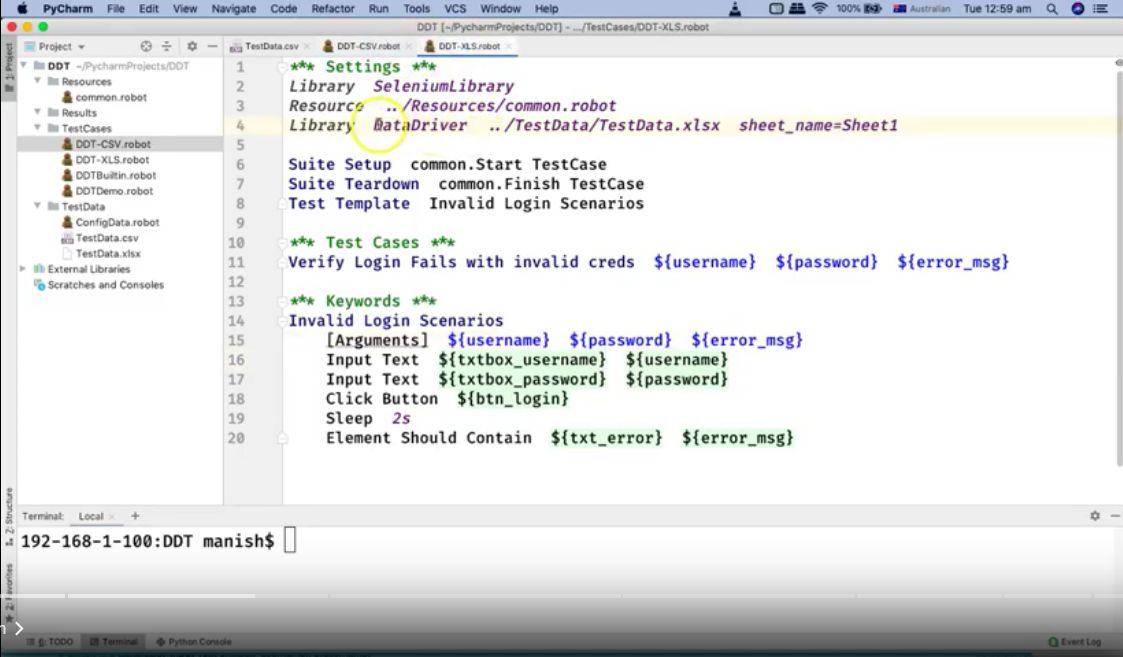 PyCharm File Edit View Navigate Code Refactor Run Tools VCS Window Help 100% Australian Tue 12:59 am
DDT [~/PycharmProjects/DDT] - .../TestCases/DDT-XLS.robot
Project TestData.csv DDT-CSV.robot DDT-XLS.robot
1: Project
DDT ~/PycharmProjects/DDT
Resources
common.robot
Results
TestCases
DDT-CSV.robot
DDT-XLS.robot
DDTBuiltin.robot
DDTDemo.robot
TestData
ConfigData.robot
TestData.csv
TestData.xlsx
External Libraries
Scratches and Consoles
1 *** Settings ***
2 Library SeleniumLibrary
3 Resource ../Resources/common.robot
4 Library DataDriver ../TestData/TestData.xlsx sheet_name=Sheet1
5
6 Suite Setup common.Start TestCase
7 Suite Teardown common.Finish TestCase
8 Test Template Invalid Login Scenarios
9
10 *** Test Cases ***
11 Verify Login Fails with invalid creds ${username} ${password} ${error_msg}
12
13 *** Keywords ***
14 Invalid Login Scenarios
15 [Arguments] ${username} ${password} ${error_msg}
16 Input Text ${txtbox_username} ${username}
17 Input Text ${txtbox_password} ${password}
18 Click Button ${btn_login}
19 Sleep 2s
20 Element Should Contain ${txt_error} ${error_msg}
Z: Structure
2: Favorites
Terminal: Local +
192-168-1-100:DDT manish$
6: TODO Terminal Python Console Event Log